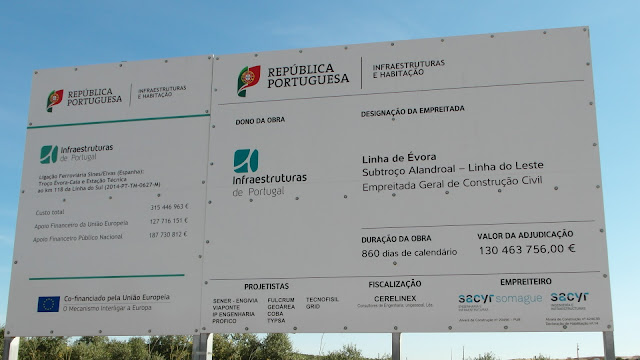 REPÚBLICA
PORTUGUESA
INFRAESTRUTURAS
E HABITAÇÃO
Infraestruturas
de Portugal
Ligação Ferroviária Sines/Elvas (Espanha):
Troço Évora-Caia e Estação Técnica
ao km 118 da Linha do Sul (2014-PT-TM-0627-M)
Custo total 315 446 963 €
Apoio Financeiro da União Europeia 127 716 151 €
Apoio Financeiro Público Nacional 187 730 812 €
Co-financiado pela União Europeia
O Mecanismo Interligar a Europa
REPÚBLICA
PORTUGUESA
INFRAESTRUTURAS
E HABITAÇÃO
DONO DA OBRA
DESIGNAÇÃO DA EMPREITADA
Infraestruturas
de Portugal
Linha de Évora
Subtroço Alandroal – Linha do Leste
Empreitada Geral de Construção Civil
DURAÇÃO DA OBRA
860 dias de calendário
VALOR DA ADJUDICAÇÃO
130 463 756,00 €
PROJETISTAS
SENER - ENGIVIA
VIAPONTE
IP ENGENHARIA
PROFICO
FULCRUM
GEOÁREA
COBA
TYPSA
TECNOFISIL
GRID
FISCALIZAÇÃO
CERELINEX
EMPREITEIRO
sacyr somague
sacyr